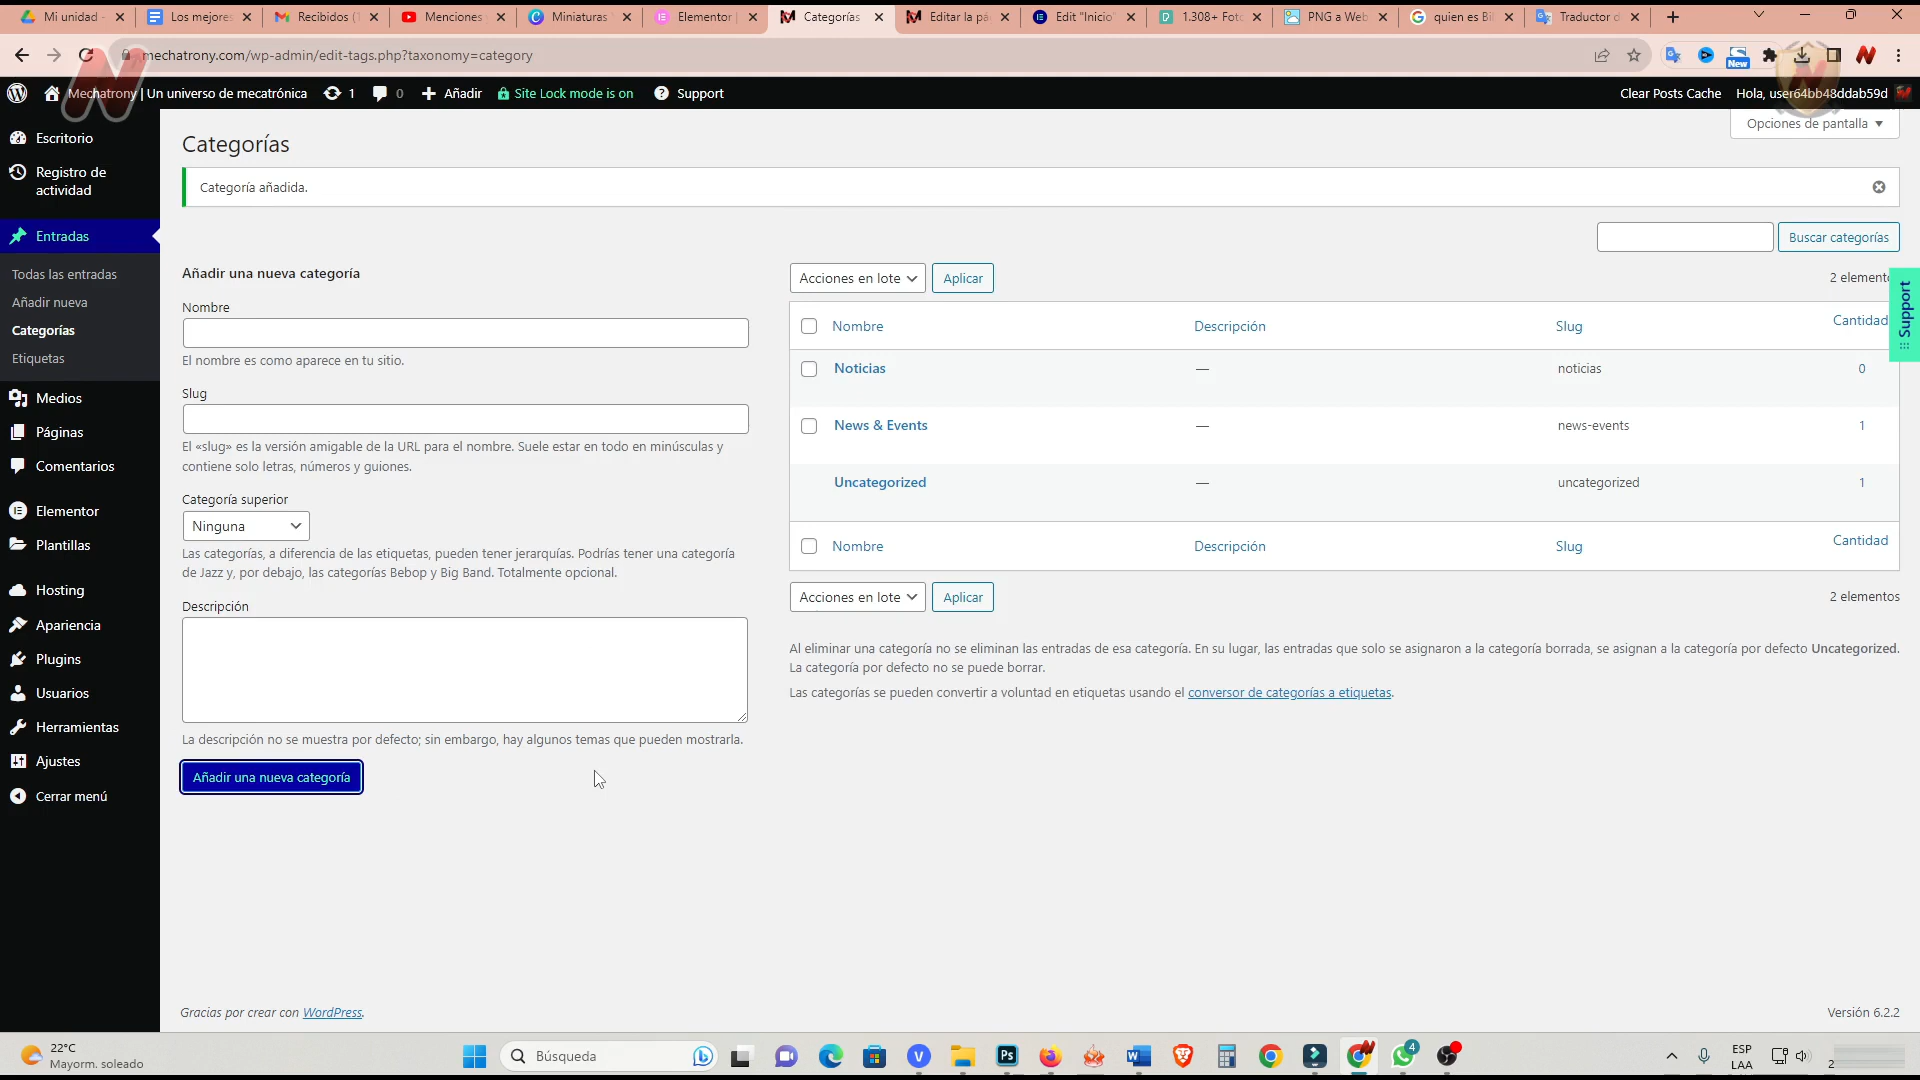 Mi unidad -
Los mejores
Recibidos (
Menciones
Miniaturas
Elementor |
Categorías
Editar la pá
Edit "Inicio"
1.308+ Fot
PNG a Web
quien es Bi
Traductor d
mechatrony.com/wp-admin/edit-tags.php?taxonomy=category
New
Mechatrony | Un universo de mecatrónica
1
0
Añadir
Site Lock mode is on
Support
Clear Posts Cache
Hola, user64bb48ddab59d
Escritorio
Registro de
actividad
Entradas
Todas las entradas
Añadir nueva
Categorías
Etiquetas
Medios
Páginas
Comentarios
Elementor
Plantillas
Hosting
Apariencia
Plugins
Usuarios
Herramientas
Ajustes
Cerrar menú
Opciones de pantalla
Categorías
Categoría añadida.
Buscar categorías
Añadir una nueva categoría
Nombre
El nombre es como aparece en tu sitio.
Slug
El «slug» es la versión amigable de la URL para el nombre. Suele estar en todo en minúsculas y
contiene solo letras, números y guiones.
Categoría superior
Ninguna
Las categorías, a diferencia de las etiquetas, pueden tener jerarquías. Podrías tener una categoría
de Jazz y, por debajo, las categorías Bebop y Big Band. Totalmente opcional.
Descripción
La descripción no se muestra por defecto; sin embargo, hay algunos temas que pueden mostrarla.
Añadir una nueva categoría
Acciones en lote
Aplicar
2 elemento
Support
Nombre Descripción Slug Cantidad
Noticias — noticias 0
News & Events — news-events 1
Uncategorized — uncategorized 1
Nombre Descripción Slug Cantidad
Acciones en lote
Aplicar
2 elementos
Al eliminar una categoría no se eliminan las entradas de esa categoría. En su lugar, las entradas que solo se asignaron a la categoría borrada, se asignan a la categoría por defecto Uncategorized.
La categoría por defecto no se puede borrar.
Las categorías se pueden convertir a voluntad en etiquetas usando el conversor de categorías a etiquetas.
Gracias por crear con WordPress.
Versión 6.2.2
22°C
Mayorm. soleado
Búsqueda
V
Ps
4
ESP
LAA
2